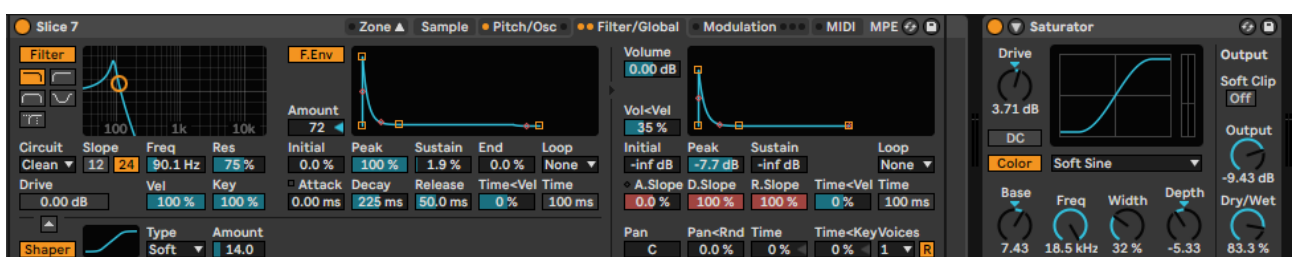 Slice 7 Zone Sample Pitch/Osc Filter/Global Modulation MIDI MPE
Filter F.Env Volume
0.00 dB
Amount Vol<Vel
100 1k 10k 72 35 %
Circuit Slope Freq Res Initial Peak Sustain End Loop Initial Peak Sustain Loop
Clean 12 24 90.1 Hz 75 % 0.0 % 100 % 1.9 % 0.0 % None -inf dB -7.7 dB -inf dB None
Drive Vel Key Attack Decay Release Time<Vel Time A.Slope D.Slope R.Slope Time<Vel Time
0.00 dB 100 % 100 % 0.00 ms 225 ms 50.0 ms 0 % 100 ms 0.0 % 100 % 100 % 0 % 100 ms
Type Amount Pan Pan<Rnd Time Time<Key Voices
Shaper Soft 14.0 C 0.0 % 0 % 0 % 1 R
Saturator
Drive Output
3.71 dB Soft Clip
Off
DC Output
Color Soft Sine -9.43 dB
Base Freq Width Depth Dry/Wet
7.43 18.5 kHz 32 % -5.33 83.3 %